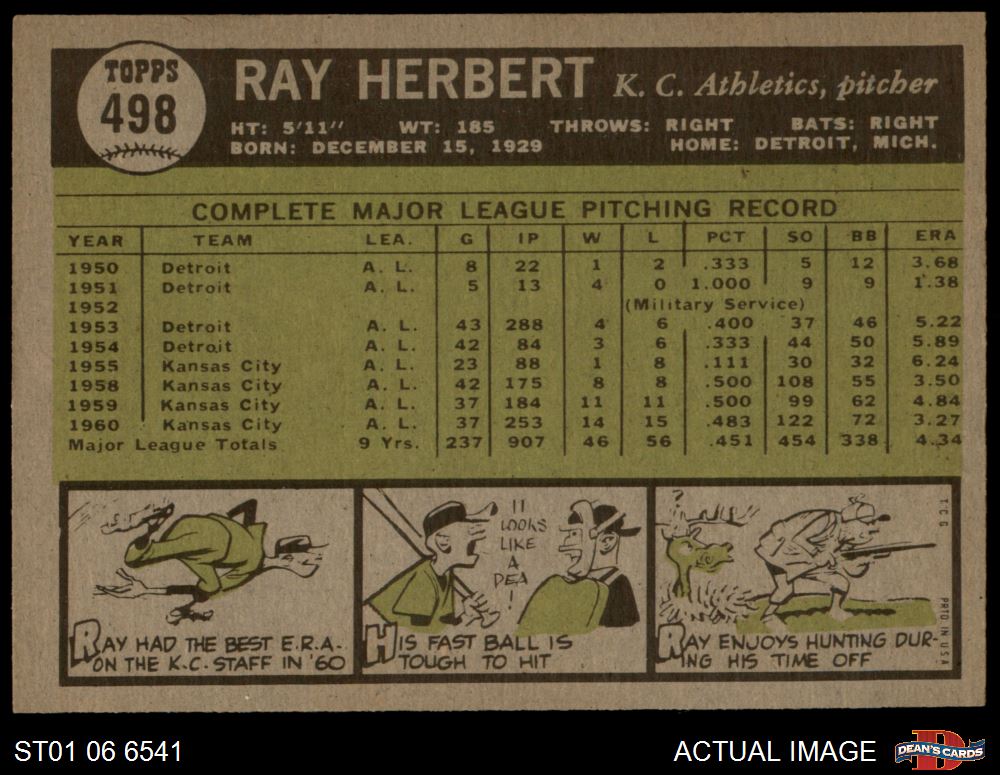 TOPPS
498
RAY HERBERT K. C. Athletics, pitcher
HT: 5'11" WT: 185 THROWS: RIGHT BATS: RIGHT
BORN: DECEMBER 15, 1929 HOME: DETROIT, MICH.
COMPLETE MAJOR LEAGUE PITCHING RECORD
YEAR TEAM LEA. G IP W L PCT SO BB ERA
1950 Detroit A. L. 8 22 1 2 .333 5 12 3.68
1951 Detroit A. L. 5 13 4 0 1.000 9 9 1.38
1952 (Military Service)
1953 Detroit A. L. 43 288 4 6 .400 37 46 5.22
1954 Detroit A. L. 42 84 3 6 .333 44 50 5.89
1955 Kansas City A. L. 23 88 1 8 .111 30 32 6.24
1958 Kansas City A. L. 42 175 8 8 .500 108 55 3.50
1959 Kansas City A. L. 37 184 11 11 .500 99 62 4.84
1960 Kansas City A. L. 37 253 14 15 .483 122 72 3.27
Major League Totals 9 Yrs. 237 907 46 56 .451 454 338 4.34
RAY HAD THE BEST E.R.A.
ON THE K.C. STAFF IN '60
IT
LOOKS
LIKE
A
PEA
!
HIS FAST BALL IS
TOUGH TO HIT
?
RAY ENJOYS HUNTING DUR-
ING HIS TIME OFF
T.C.G.
PRTD. IN U.S.A.
ST01 06 6541
ACTUAL IMAGE
DEAN'S CARDS